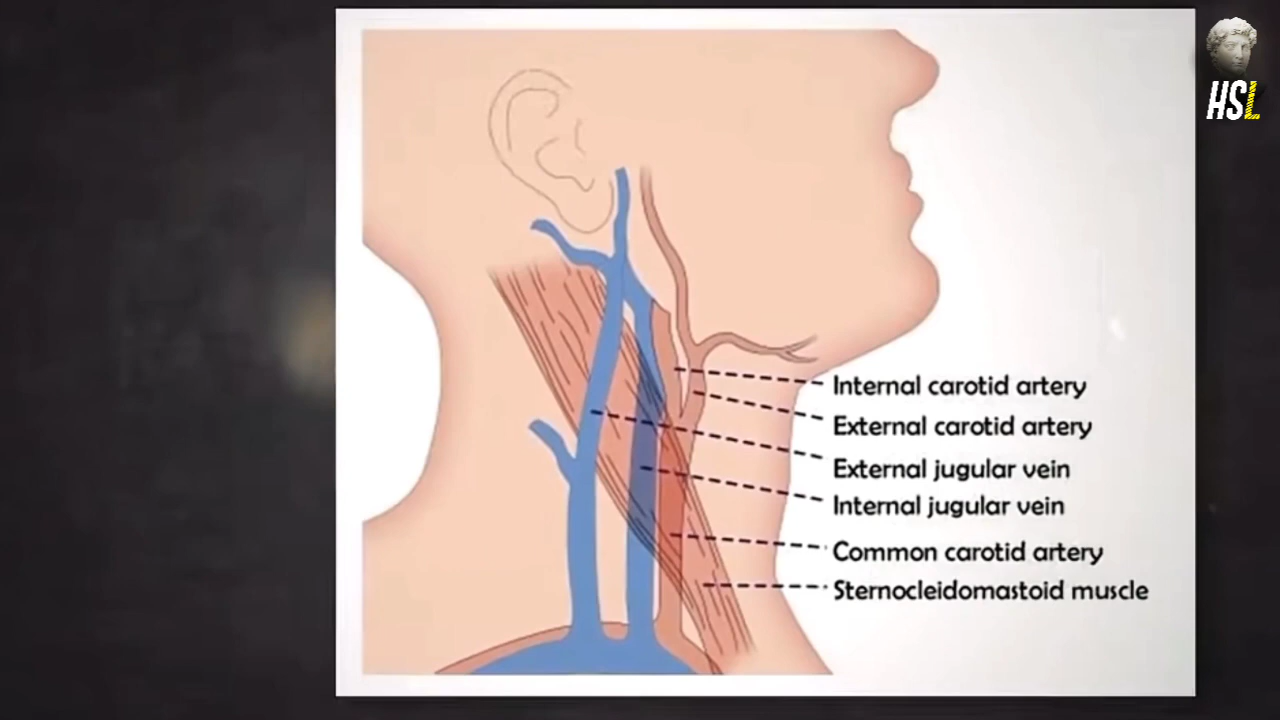 HSL
Internal carotid artery
External carotid artery
External jugular vein
Internal jugular vein
Common carotid artery
Sternocleidomastoid muscle